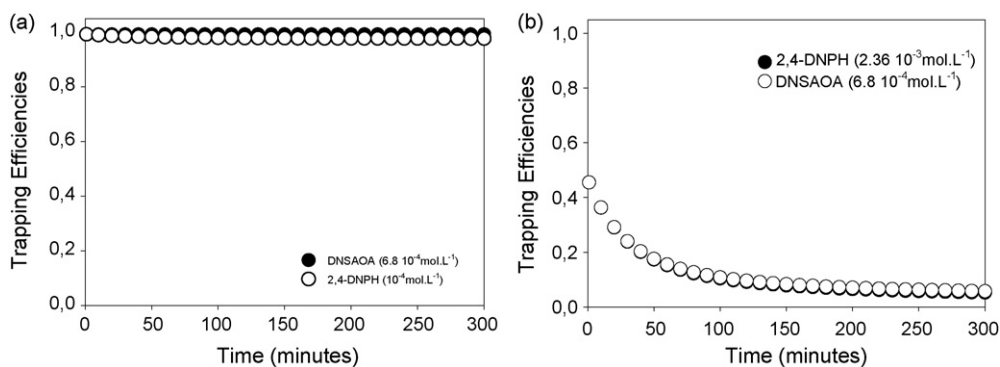 (a)
1,0
0,8
0,6
0,4
0,2
0,0
Trapping Efficiencies
DNSAOA (6.8 10⁻⁴mol.L⁻¹)
2,4-DNPH (10⁻⁴mol.L⁻¹)
0 50 100 150 200 250 300
Time (minutes)
(b)
1,0
0,8
0,6
0,4
0,2
0,0
Trapping Efficiencies
2,4-DNPH (2.36 10⁻³mol.L⁻¹)
DNSAOA (6.8 10⁻⁴mol.L⁻¹)
0 50 100 150 200 250 300
Time (minutes)